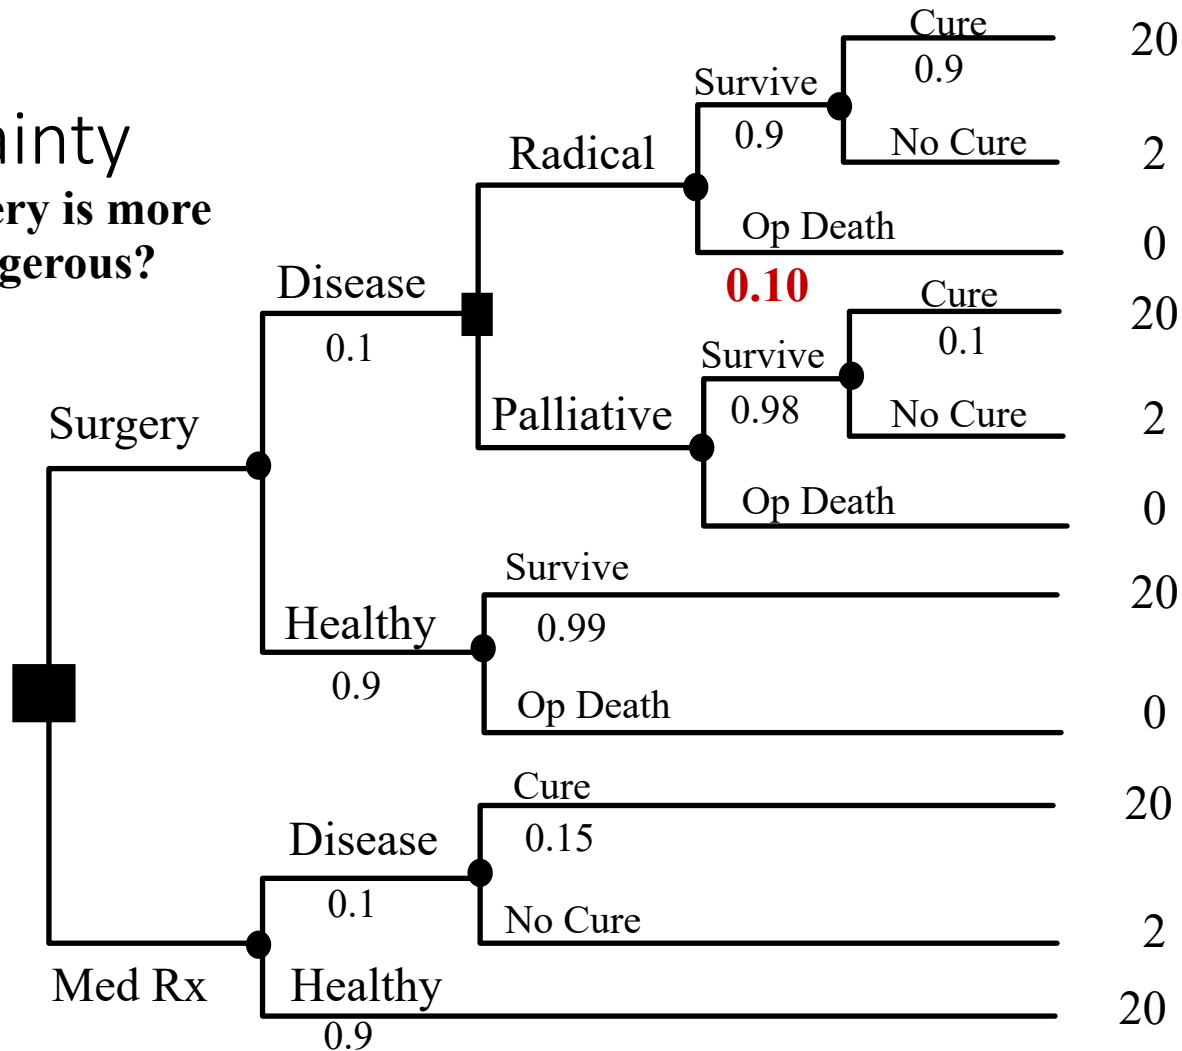 ainty
ery is more
gerous?
Cure
0.9
20
Survive
0.9
No Cure
2
Radical
Op Death
0.10
0
Disease
0.1
Cure
0.1
20
Survive
0.98
No Cure
2
Palliative
Op Death
0
Surgery
Survive
0.99
20
Healthy
0.9
Op Death
0
Cure
0.15
20
Disease
0.1
No Cure
2
Med Rx
Healthy
0.9
20